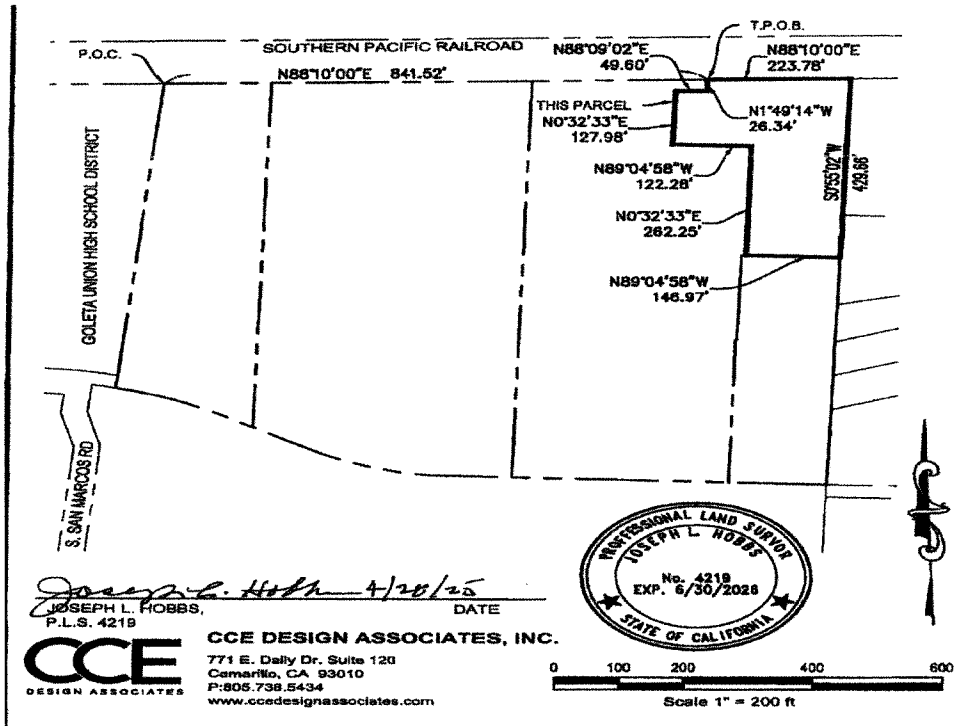 P.O.C.
SOUTHERN PACIFIC RAILROAD
N88°10'00"E 841.52'
T.P.O.B.
N88°09'02"E
49.60'
N88°10'00"E
223.78'
THIS PARCEL
N0°32'33"E
127.98'
N1°49'14"W
26.34'
N89°04'58"W
122.28'
S0°55'02"W
429.66'
N0°32'33"E
262.25'
N89°04'58"W
146.97'
GOLETA UNION HIGH SCHOOL DISTRICT
S. SAN MARCOS RD
PROFESSIONAL LAND SURVOR
JOSEPH L. HOBBS
No. 4219
EXP. 6/30/2026
STATE OF CALIFORNIA
Joseph L. Hobbs 4/28/25
JOSEPH L. HOBBS, DATE
P.L.S. 4219
CCE
DESIGN ASSOCIATES
CCE DESIGN ASSOCIATES, INC.
771 E. Daily Dr. Suite 120
Camarillo, CA 93010
P:805.738.5434
www.ccedesignassociates.com
0 100 200 400 600
Scale 1" = 200 ft